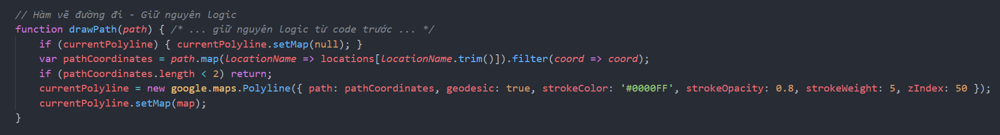 // Hàm vẽ đường đi - Giữ nguyên logic
function drawPath(path) { /* ... giữ nguyên logic từ code trước ... */
    if (currentPolyline) { currentPolyline.setMap(null); }
    var pathCoordinates = path.map(locationName => locations[locationName.trim()]).filter(coord => coord);
    if (pathCoordinates.length < 2) return;
    currentPolyline = new google.maps.Polyline({ path: pathCoordinates, geodesic: true, strokeColor: '#0000FF', strokeOpacity: 0.8, strokeWeight: 5, zIndex: 50 });
    currentPolyline.setMap(map);
}